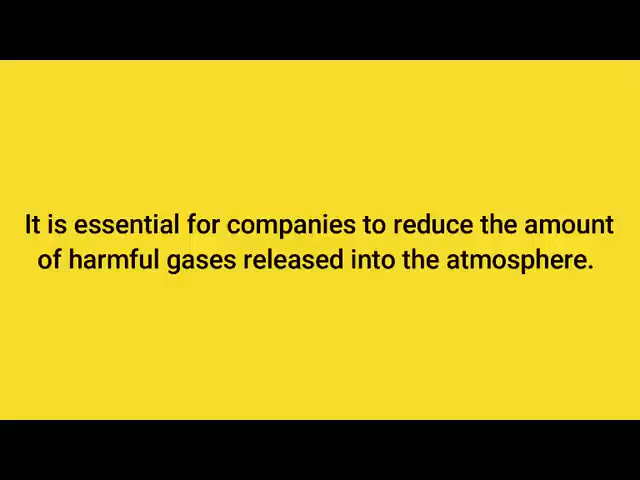 It is essential for companies to reduce the amount
of harmful gases released into the atmosphere.